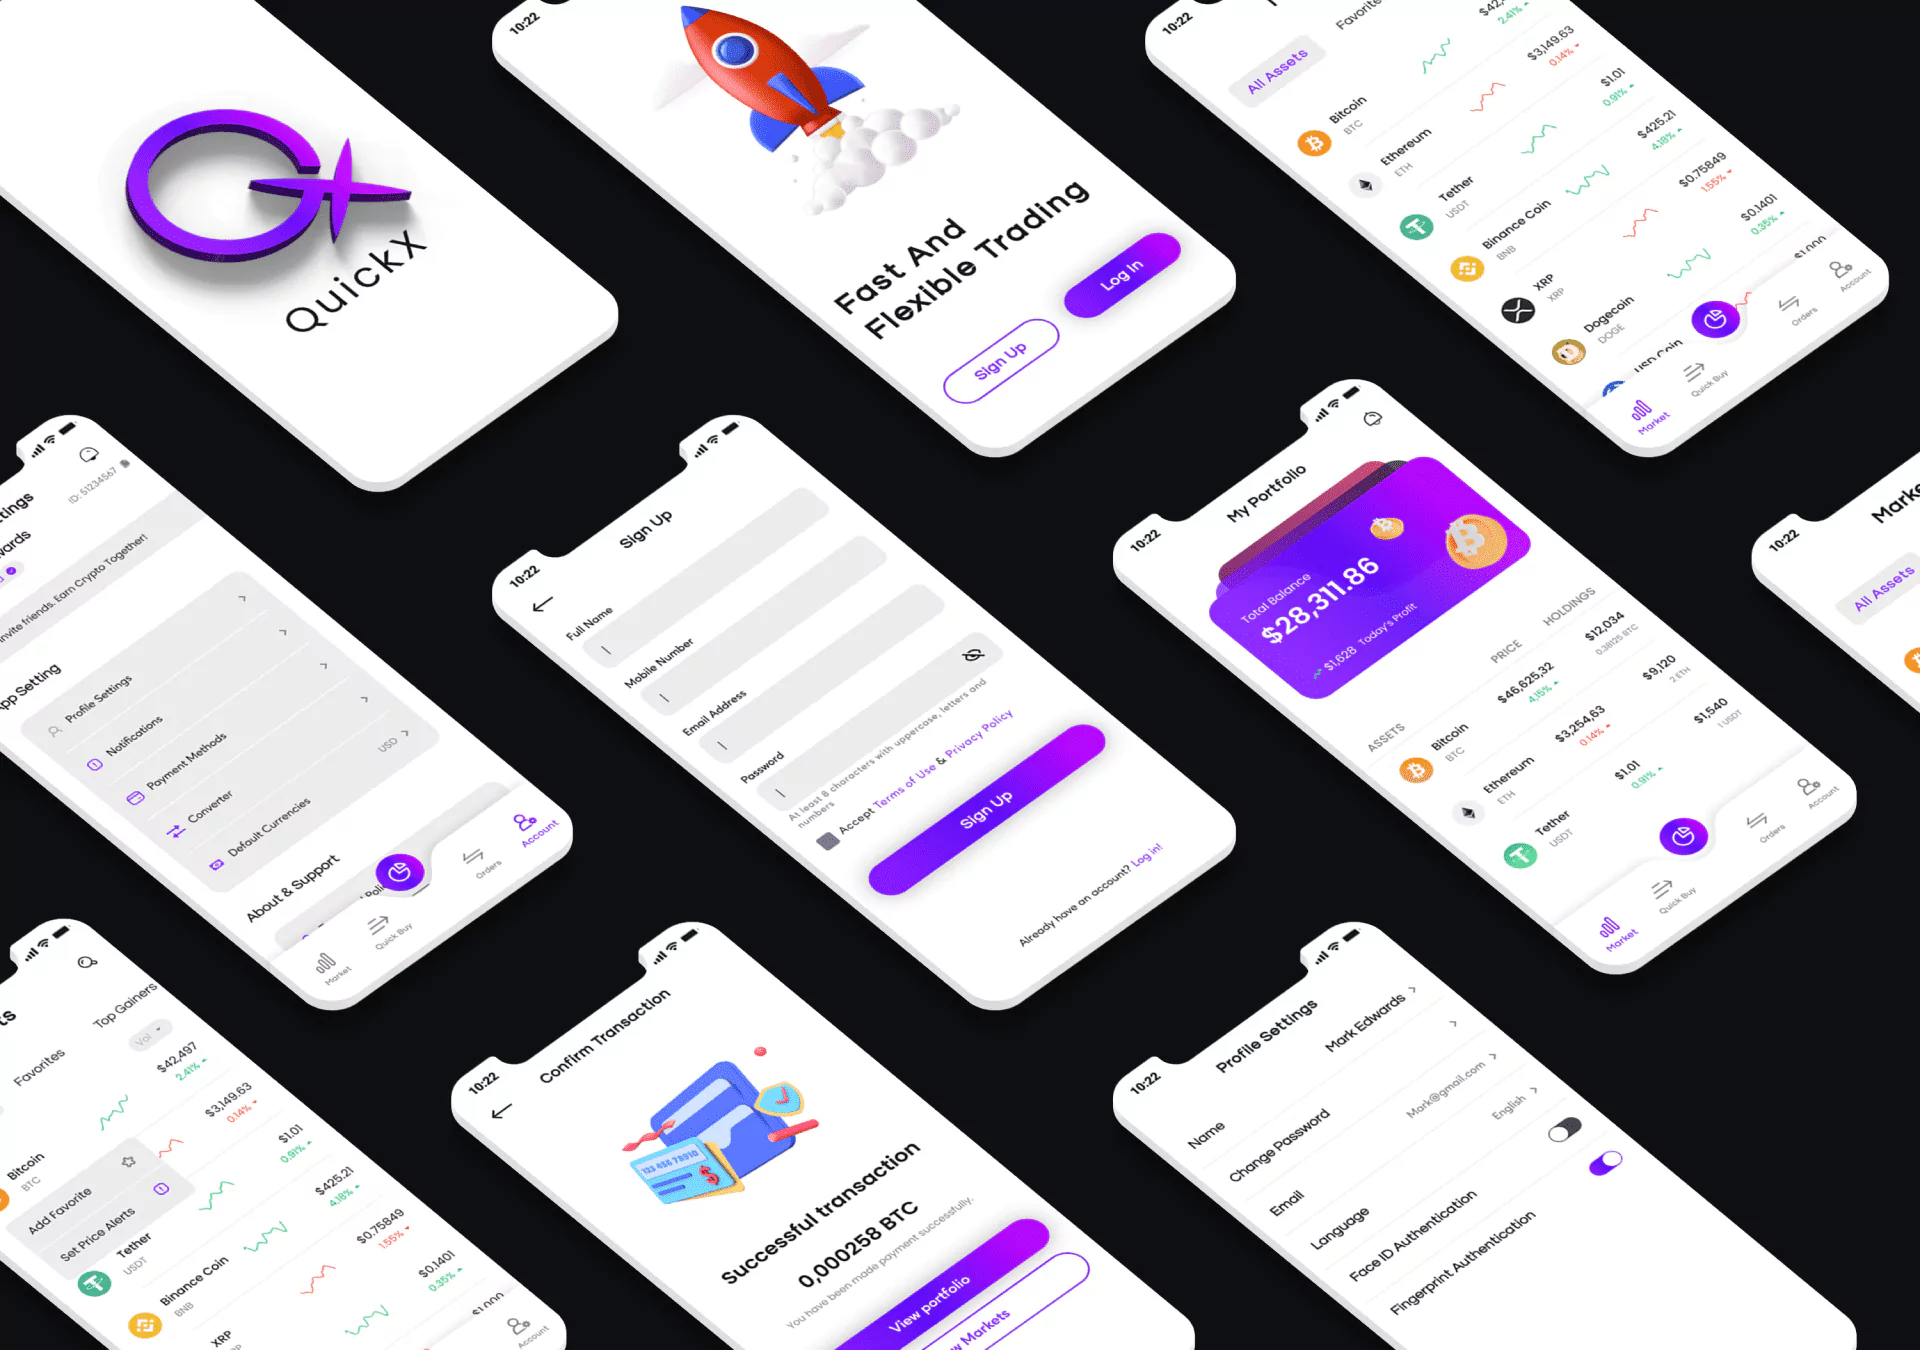 QuickX
10:22
Fast And
Flexible Trading
Log In
Sign Up
10:22
Favorite
All Assets
Bitcoin
BTC
2.41%
Ethereum
ETH
$3,149.63
0.14%
Tether
USDT
$1.01
0.91%
Binance Coin
BNB
$425.21
4.18%
XRP
XRP
$0.75849
1.55%
Dogecoin
DOGE
$0.1401
0.35%
USD Coin
Market
Quick Buy
Orders
Account
ID: 51234567
Invite friends. Earn Crypto Together!
App Setting
Profile Settings
Notifications
Payment Methods
Converter
Default Currencies
USD
About & Support
Market
Quick Buy
Orders
Account
10:22
Sign Up
Full Name
Mobile Number
Email Address
Password
At least 8 characters with uppercase, letters and
numbers
Accept Terms of Use & Privacy Policy
Sign Up
Already have an account? Log in!
10:22
My Portfolio
Total Balance
$28,311.86
$1,628 Today's Profit
ASSETS
PRICE
HOLDINGS
Bitcoin
BTC
$46,625,32
4.15%
$12,034
0.38125 BTC
Ethereum
ETH
$3,254,63
0.14%
$9,120
2 ETH
Tether
USDT
$1.01
0.91%
$1,540
1 USDT
Market
Quick Buy
Orders
Account
10:22
Marke
All Assets
Favorites
Top Gainers
Vol
Bitcoin
BTC
$42,497
2.41%
$3,149.63
0.14%
Add Favorite
Set Price Alerts
Tether
USDT
$1.01
0.91%
Binance Coin
BNB
$425.21
4.18%
XRP
XRP
$0.75849
1.55%
$0.1401
0.35%
Account
10:22
Confirm Transaction
123 456 78910
Successful transaction
0,000258 BTC
You have been made payment successfully.
View portfolio
Markets
10:22
Profile Settings
Name
Mark Edwards
Change Password
Email
Mark@gmail.com
Language
English
Face ID Authentication
Fingerprint Authentication